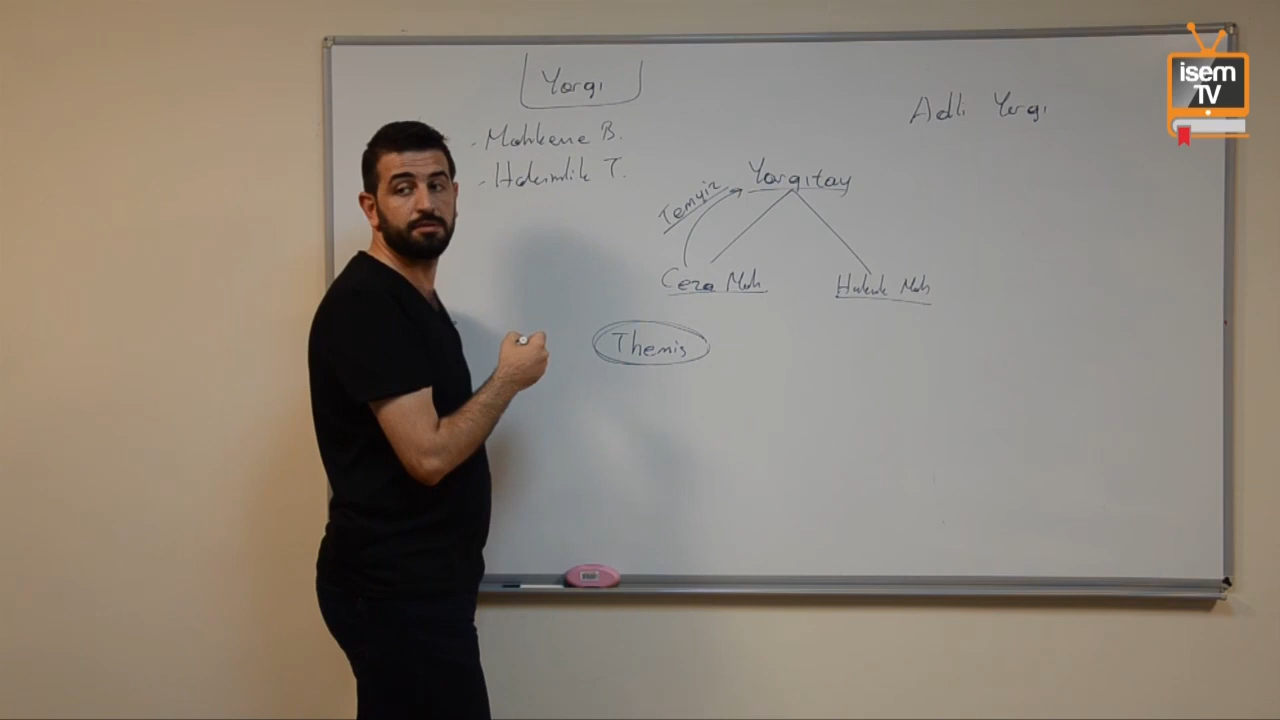 Yargı
- Mahkeme B.
- Hakimlik T.
Adli Yargı
Yargıtay
Temyiz
Ceza Mah
Hukuk Mah
Themis
isem
TV